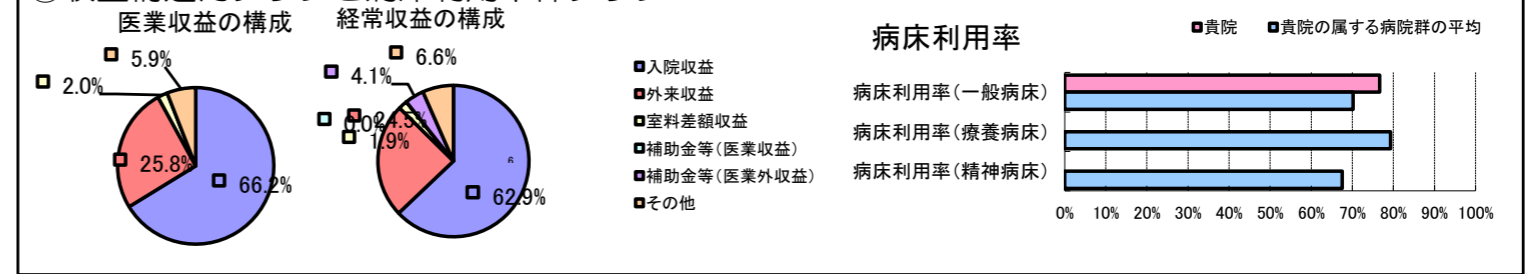 医業収益の構成
5.9%
2.0%
25.8%
66.2%
経常収益の構成
6.6%
4.1%
24.5%
0.0%
1.9%
62.9%
入院収益
外来収益
室料差額収益
補助金等(医業収益)
補助金等(医業外収益)
その他
病床利用率
貴院
貴院の属する病院群の平均
病床利用率(一般病床)
病床利用率(療養病床)
病床利用率(精神病床)
0% 10% 20% 30% 40% 50% 60% 70% 80% 90% 100%